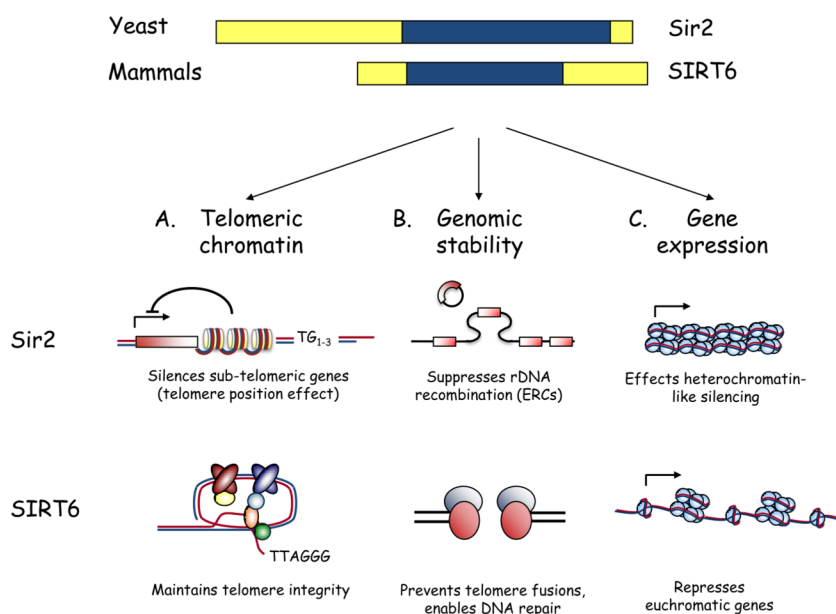 Yeast
Sir2
Mammals
SIRT6
A. Telomeric
chromatin
B. Genomic
stability
C. Gene
expression
Sir2
TG1-3
Silences sub-telomeric genes
(telomere position effect)
Suppresses rDNA
recombination (ERCs)
Effects heterochromatin-
like silencing
SIRT6
TTAGGG
Maintains telomere integrity
Prevents telomere fusions,
enables DNA repair
Represses
euchromatic genes